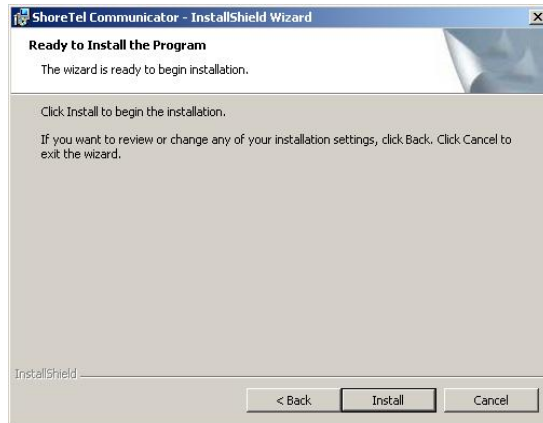 ShoreTel Communicator - InstallShield Wizard
Ready to Install the Program
The wizard is ready to begin installation.
Click Install to begin the installation.
If you want to review or change any of your installation settings, click Back. Click Cancel to
exit the wizard.
InstallShield
< Back Install Cancel